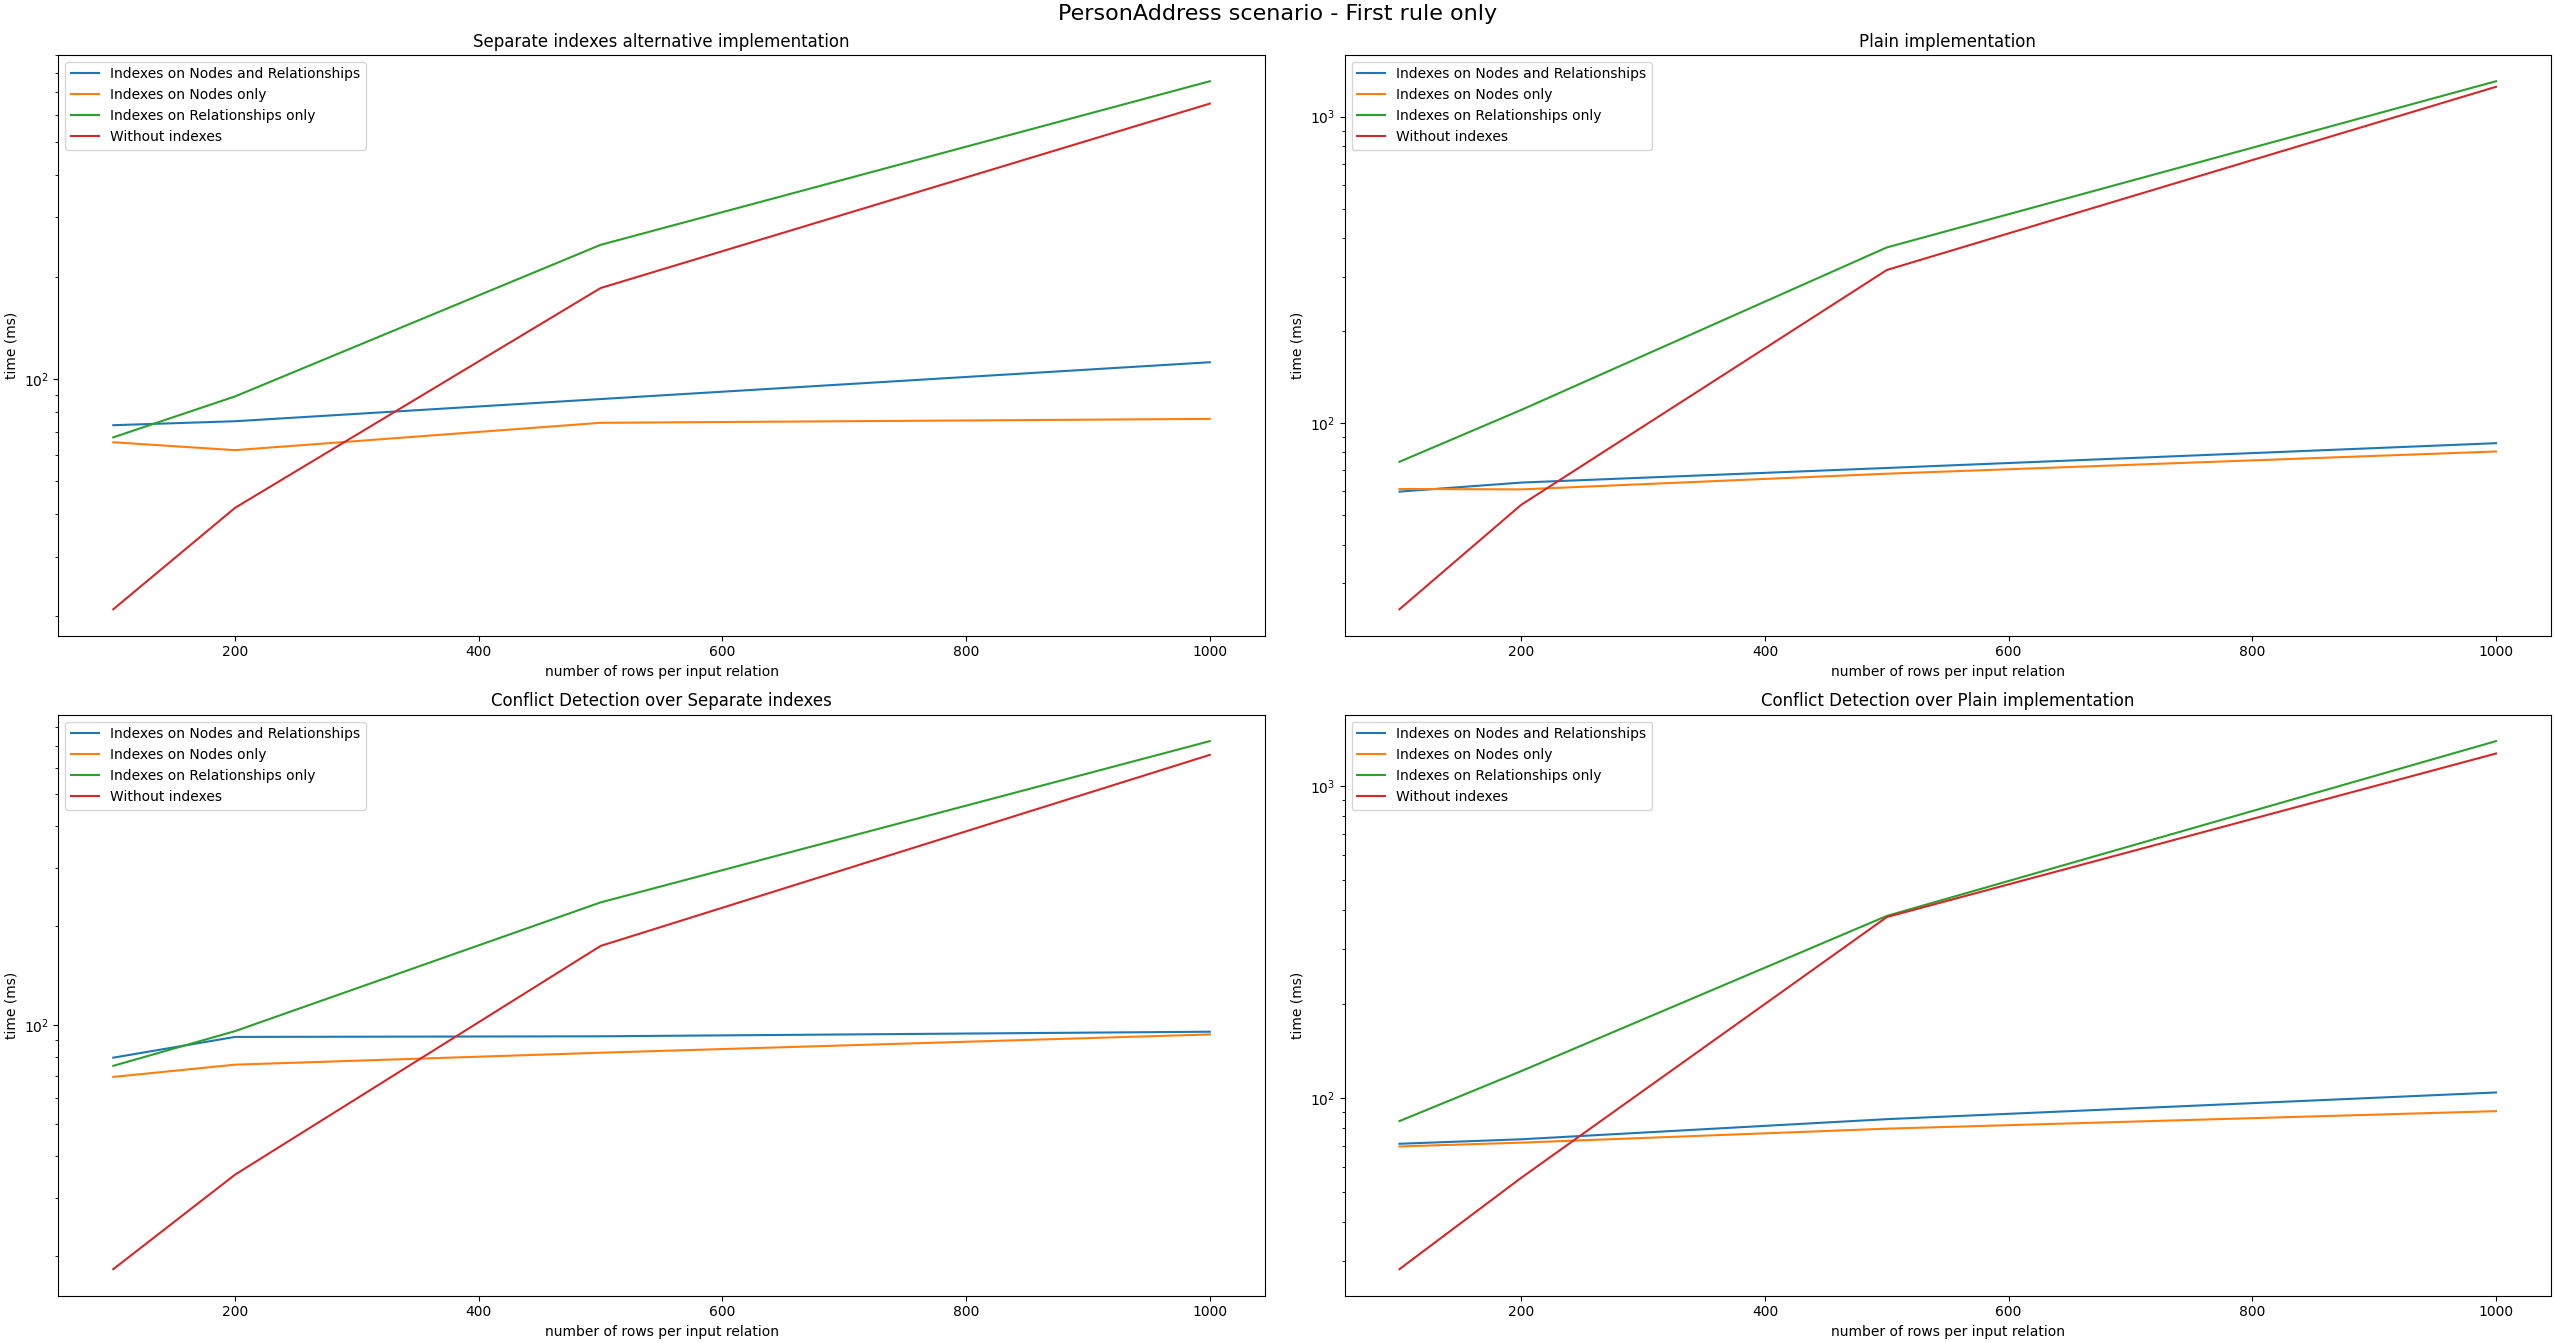 PersonAddress scenario - First rule only
Separate indexes alternative implementation
Indexes on Nodes and Relationships
Indexes on Nodes only
Indexes on Relationships only
Without indexes
time (ms)
10²
200 400 600 800 1000
number of rows per input relation
Plain implementation
Indexes on Nodes and Relationships
Indexes on Nodes only
Indexes on Relationships only
Without indexes
time (ms)
10³
10²
200 400 600 800 1000
number of rows per input relation
Conflict Detection over Separate indexes
Indexes on Nodes and Relationships
Indexes on Nodes only
Indexes on Relationships only
Without indexes
time (ms)
10²
200 400 600 800 1000
number of rows per input relation
Conflict Detection over Plain implementation
Indexes on Nodes and Relationships
Indexes on Nodes only
Indexes on Relationships only
Without indexes
time (ms)
10³
10²
200 400 600 800 1000
number of rows per input relation